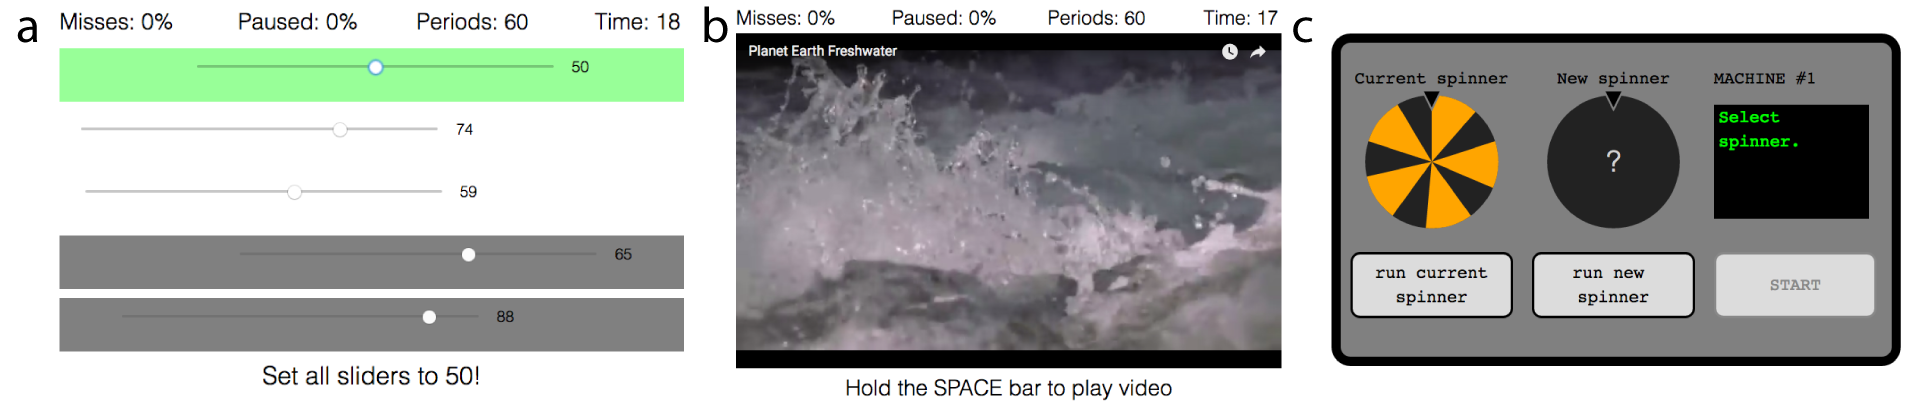 a
Misses: 0% Paused: 0% Periods: 60 Time: 18
50
74
59
65
88
Set all sliders to 50!
b
Misses: 0% Paused: 0% Periods: 60 Time: 17
Planet Earth Freshwater
Hold the SPACE bar to play video
c
Current spinner New spinner MACHINE #1
Select
spinner.
?
run current
spinner
run new
spinner
START